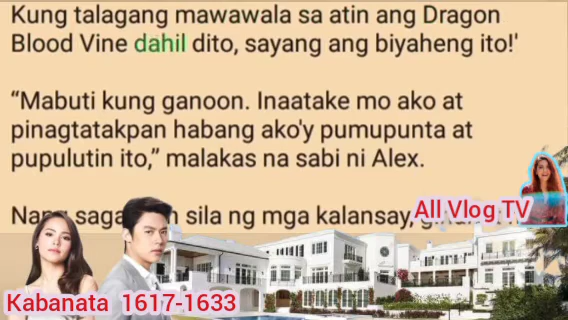 Kung talagang mawawala sa atin ang Dragon
Blood Vine dahil dito, sayang ang biyaheng ito!'
“Mabuti kung ganoon. Inaatake mo ako at
pinagtatakpan habang ako'y pumupunta at
pupulutin ito,” malakas na sabi ni Alex.
sila ng mga kalansay,
All Vlog TV
Kabanata 1617-1633